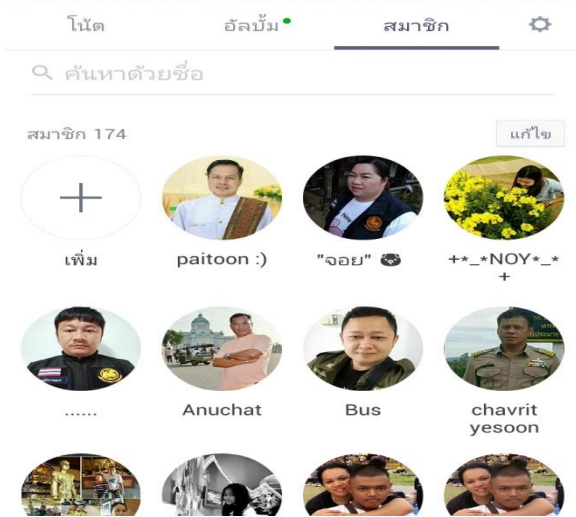 โน้ต อัลบั้ม สมาชิก
ค้นหาด้วยชื่อ
สมาชิก 174 แก้ไข
เพิ่ม paitoon :) "จอย" 🐻 +*_*NOY*_*
+
...... Anuchat Bus chavrit
yesoon